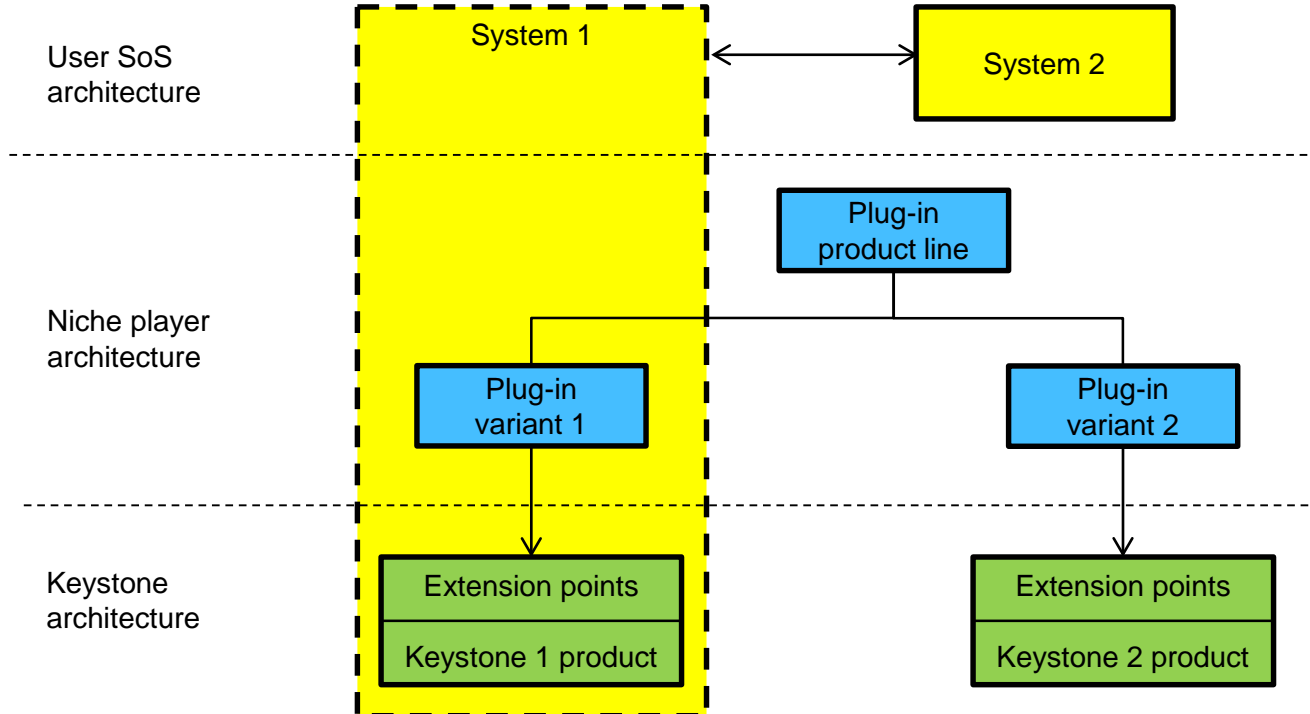 User SoS
architecture
System 1
System 2
Niche player
architecture
Plug-in
product line
Plug-in
variant 1
Plug-in
variant 2
Keystone
architecture
Extension points
Keystone 1 product
Extension points
Keystone 2 product